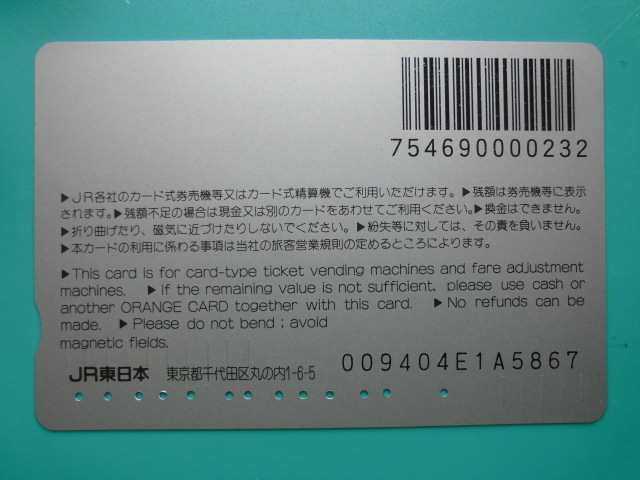 754690000232
▶JR各社のカード式券売機等又はカード式精算機でご利用いただけます。▶残額は券売機等に表示
されます。▶残額不足の場合は現金又は別のカードをあわせてご利用ください。▶換金はできません。
▶折り曲げたり、磁気に近づけたりしないでください。▶紛失等に対しては、その責を負いません。
▶本カードの利用に係わる事項は当社の旅客営業規則の定めるところによります。
▶This card is for card-type ticket vending machines and fare adjustment
machines. ▶If the remaining value is not sufficient, please use cash or
another ORANGE CARD together with this card. ▶No refunds can be
made. ▶Please do not bend ; avoid
magnetic fields.
JR東日本 東京都千代田区丸の内1-6-5 009404E1A5867